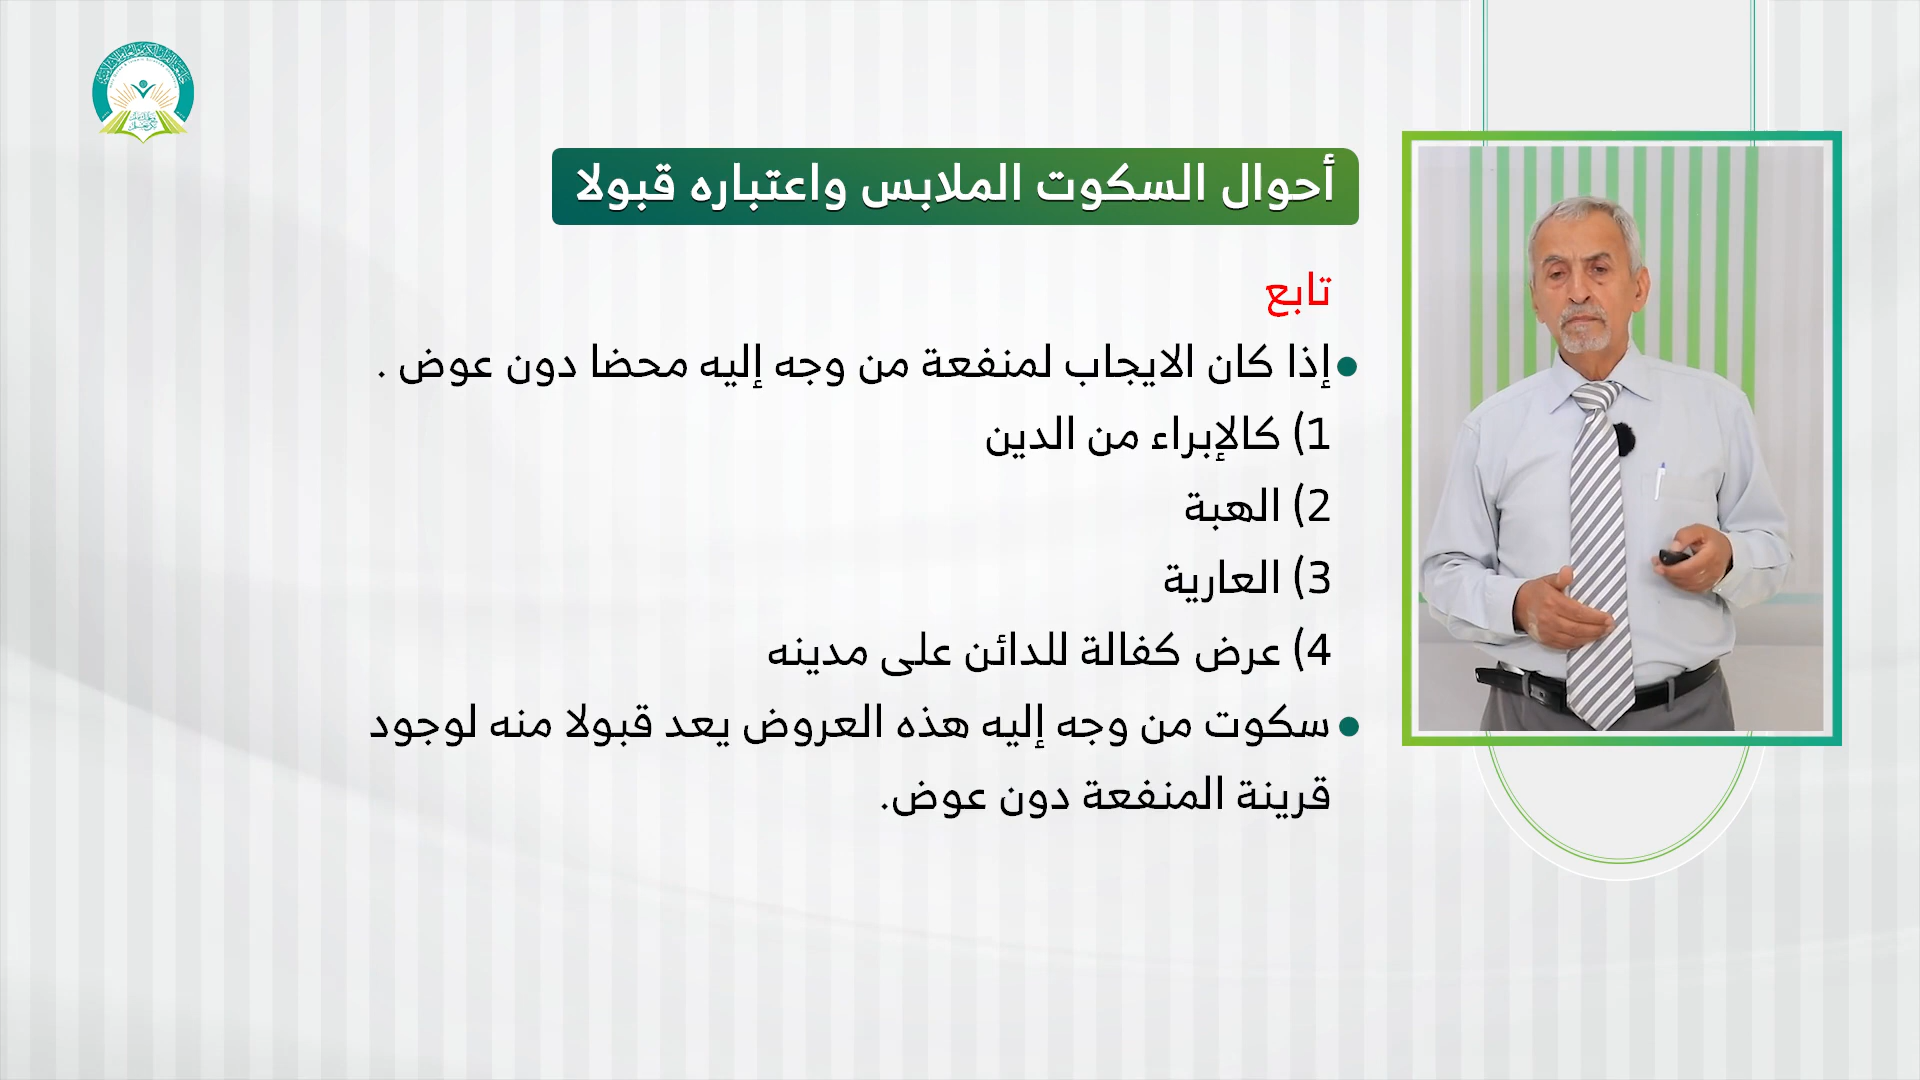 أحوال السكوت الملابس واعتباره قبولا
تابع
إذا كان الايجاب لمنفعة من وجه إليه محضا دون عوض .
1) كالإبراء من الدين
2) الهبة
3) العارية
4) عرض كفالة للدائن على مدينه
سكوت من وجه إليه هذه العروض يعد قبولا منه لوجود
قرينة المنفعة دون عوض.